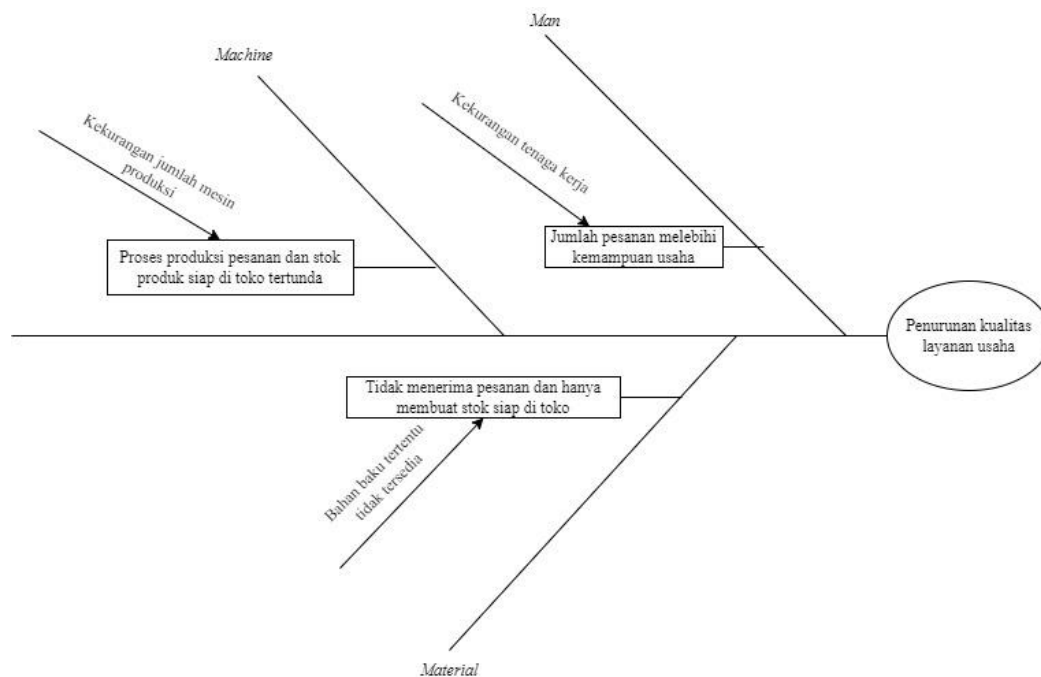 Man
Machine
Kekurangan tenaga kerja
Kekurangan jumlah mesin
produksi
Jumlah pesanan melebihi
kemampuan usaha
Proses produksi pesanan dan stok
produk siap di toko tertunda
Penurunan kualitas
layanan usaha
Tidak menerima pesanan dan hanya
membuat stok siap di toko
Bahan baku tertentu
tidak tersedia
Material